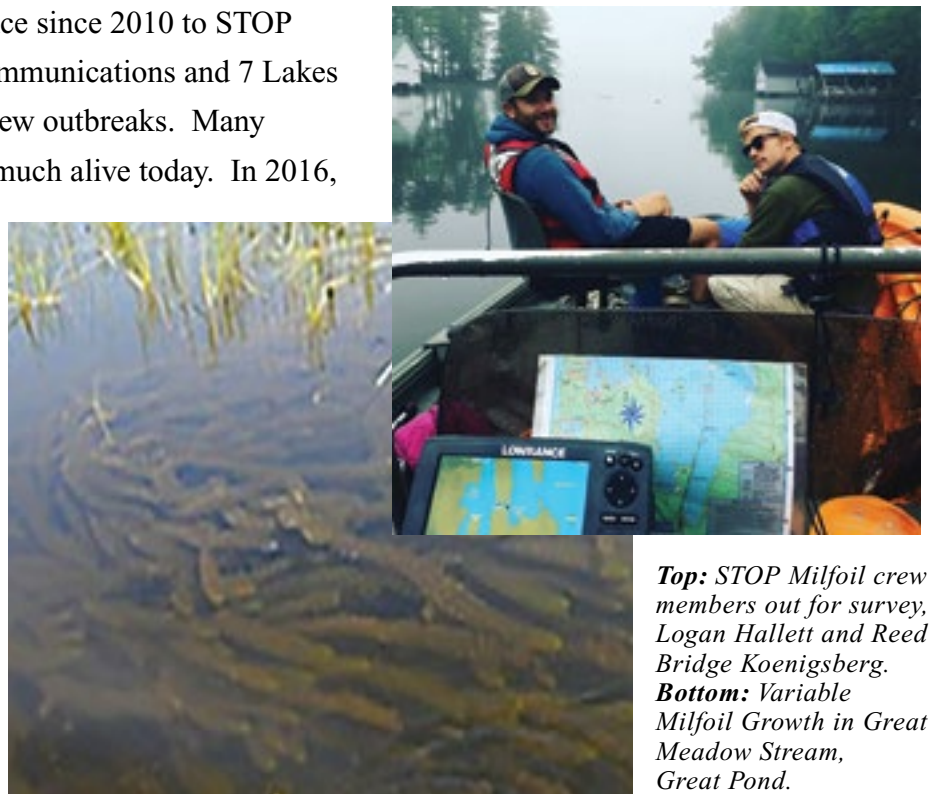 ce since 2010 to STOP
mmunications and 7 Lakes
ew outbreaks.  Many
much alive today.  In 2016,
LOWRANCE
Top: STOP Milfoil crew
members out for survey,
Logan Hallett and Reed
Bridge Koenigsberg.
Bottom: Variable
Milfoil Growth in Great
Meadow Stream,
Great Pond.